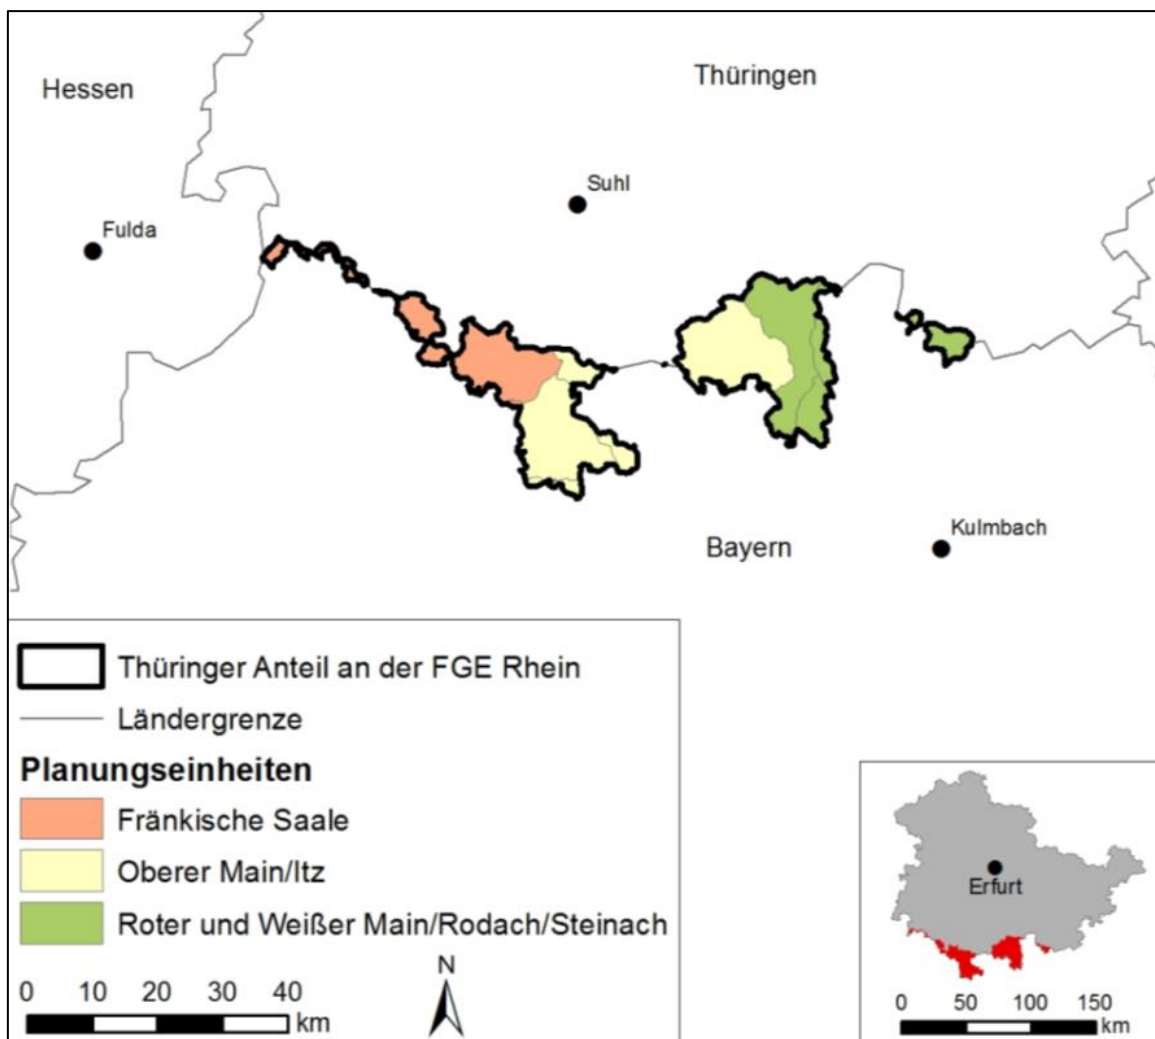 Hessen
Thüringen
Suhl
Fulda
Kulmbach
Bayern
Thüringer Anteil an der FGE Rhein
Ländergrenze
Planungseinheiten
Fränkische Saale
Oberer Main/Itz
Roter und Weißer Main/Rodach/Steinach
N
0 10 20 30 40
km
Erfurt
0 50 100 150
km